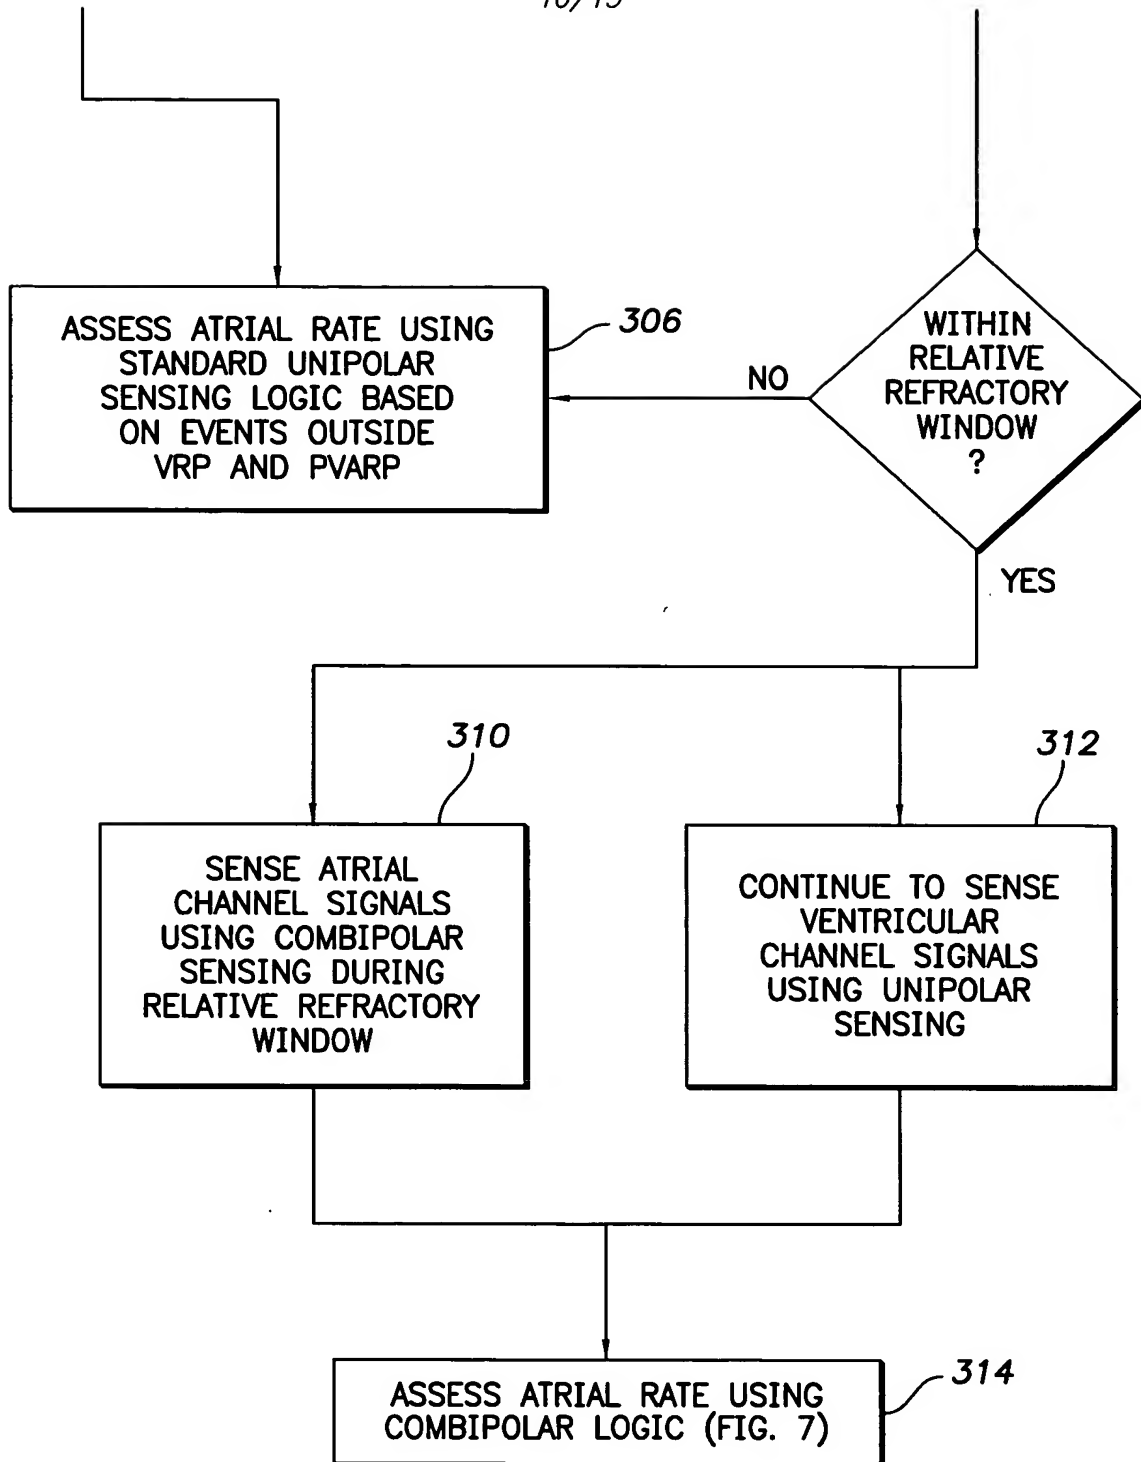 ASSESS ATRIAL RATE USING
STANDARD UNIPOLAR
SENSING LOGIC BASED
ON EVENTS OUTSIDE
VRP AND PVARP
306
NO
WITHIN
RELATIVE
REFRACTORY
WINDOW
?
YES
310
SENSE ATRIAL
CHANNEL SIGNALS
USING COMBIPOLAR
SENSING DURING
RELATIVE REFRACTORY
WINDOW
312
CONTINUE TO SENSE
VENTRICULAR
CHANNEL SIGNALS
USING UNIPOLAR
SENSING
314
ASSESS ATRIAL RATE USING
COMBIPOLAR LOGIC (FIG. 7)